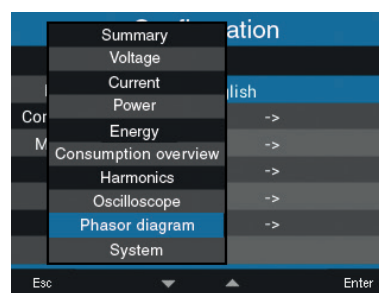 ation
Summary
Voltage
Current
lish
Power
Cor
->
Energy
M
->
Consumption overview
Harmonics
->
Oscilloscope
->
Phasor diagram
->
System
Esc
Enter